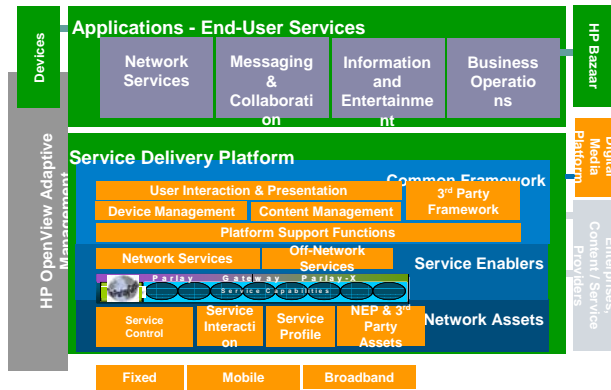 Devices
HP OpenView Adaptive
Management
Applications - End-User Services
Network
Services
Messaging
&
Collaborati
on
Information
and
Entertainme
nt
Business
Operatio
ns
HP Bazaar
Digital
Media
Platform
Enterprises,
Content / Service
Providers
Service Delivery Platform
Common Framework
User Interaction & Presentation
3rd Party
Framework
Device Management
Content Management
Platform Support Functions
Network Services
Off-Network
Services
Service Enablers
Parlay Gateway Parlay-X
Service Capabilities
Service
Control
Service
Interacti
on
Service
Profile
NEP & 3rd
Party
Assets
Network Assets
Fixed
Mobile
Broadband